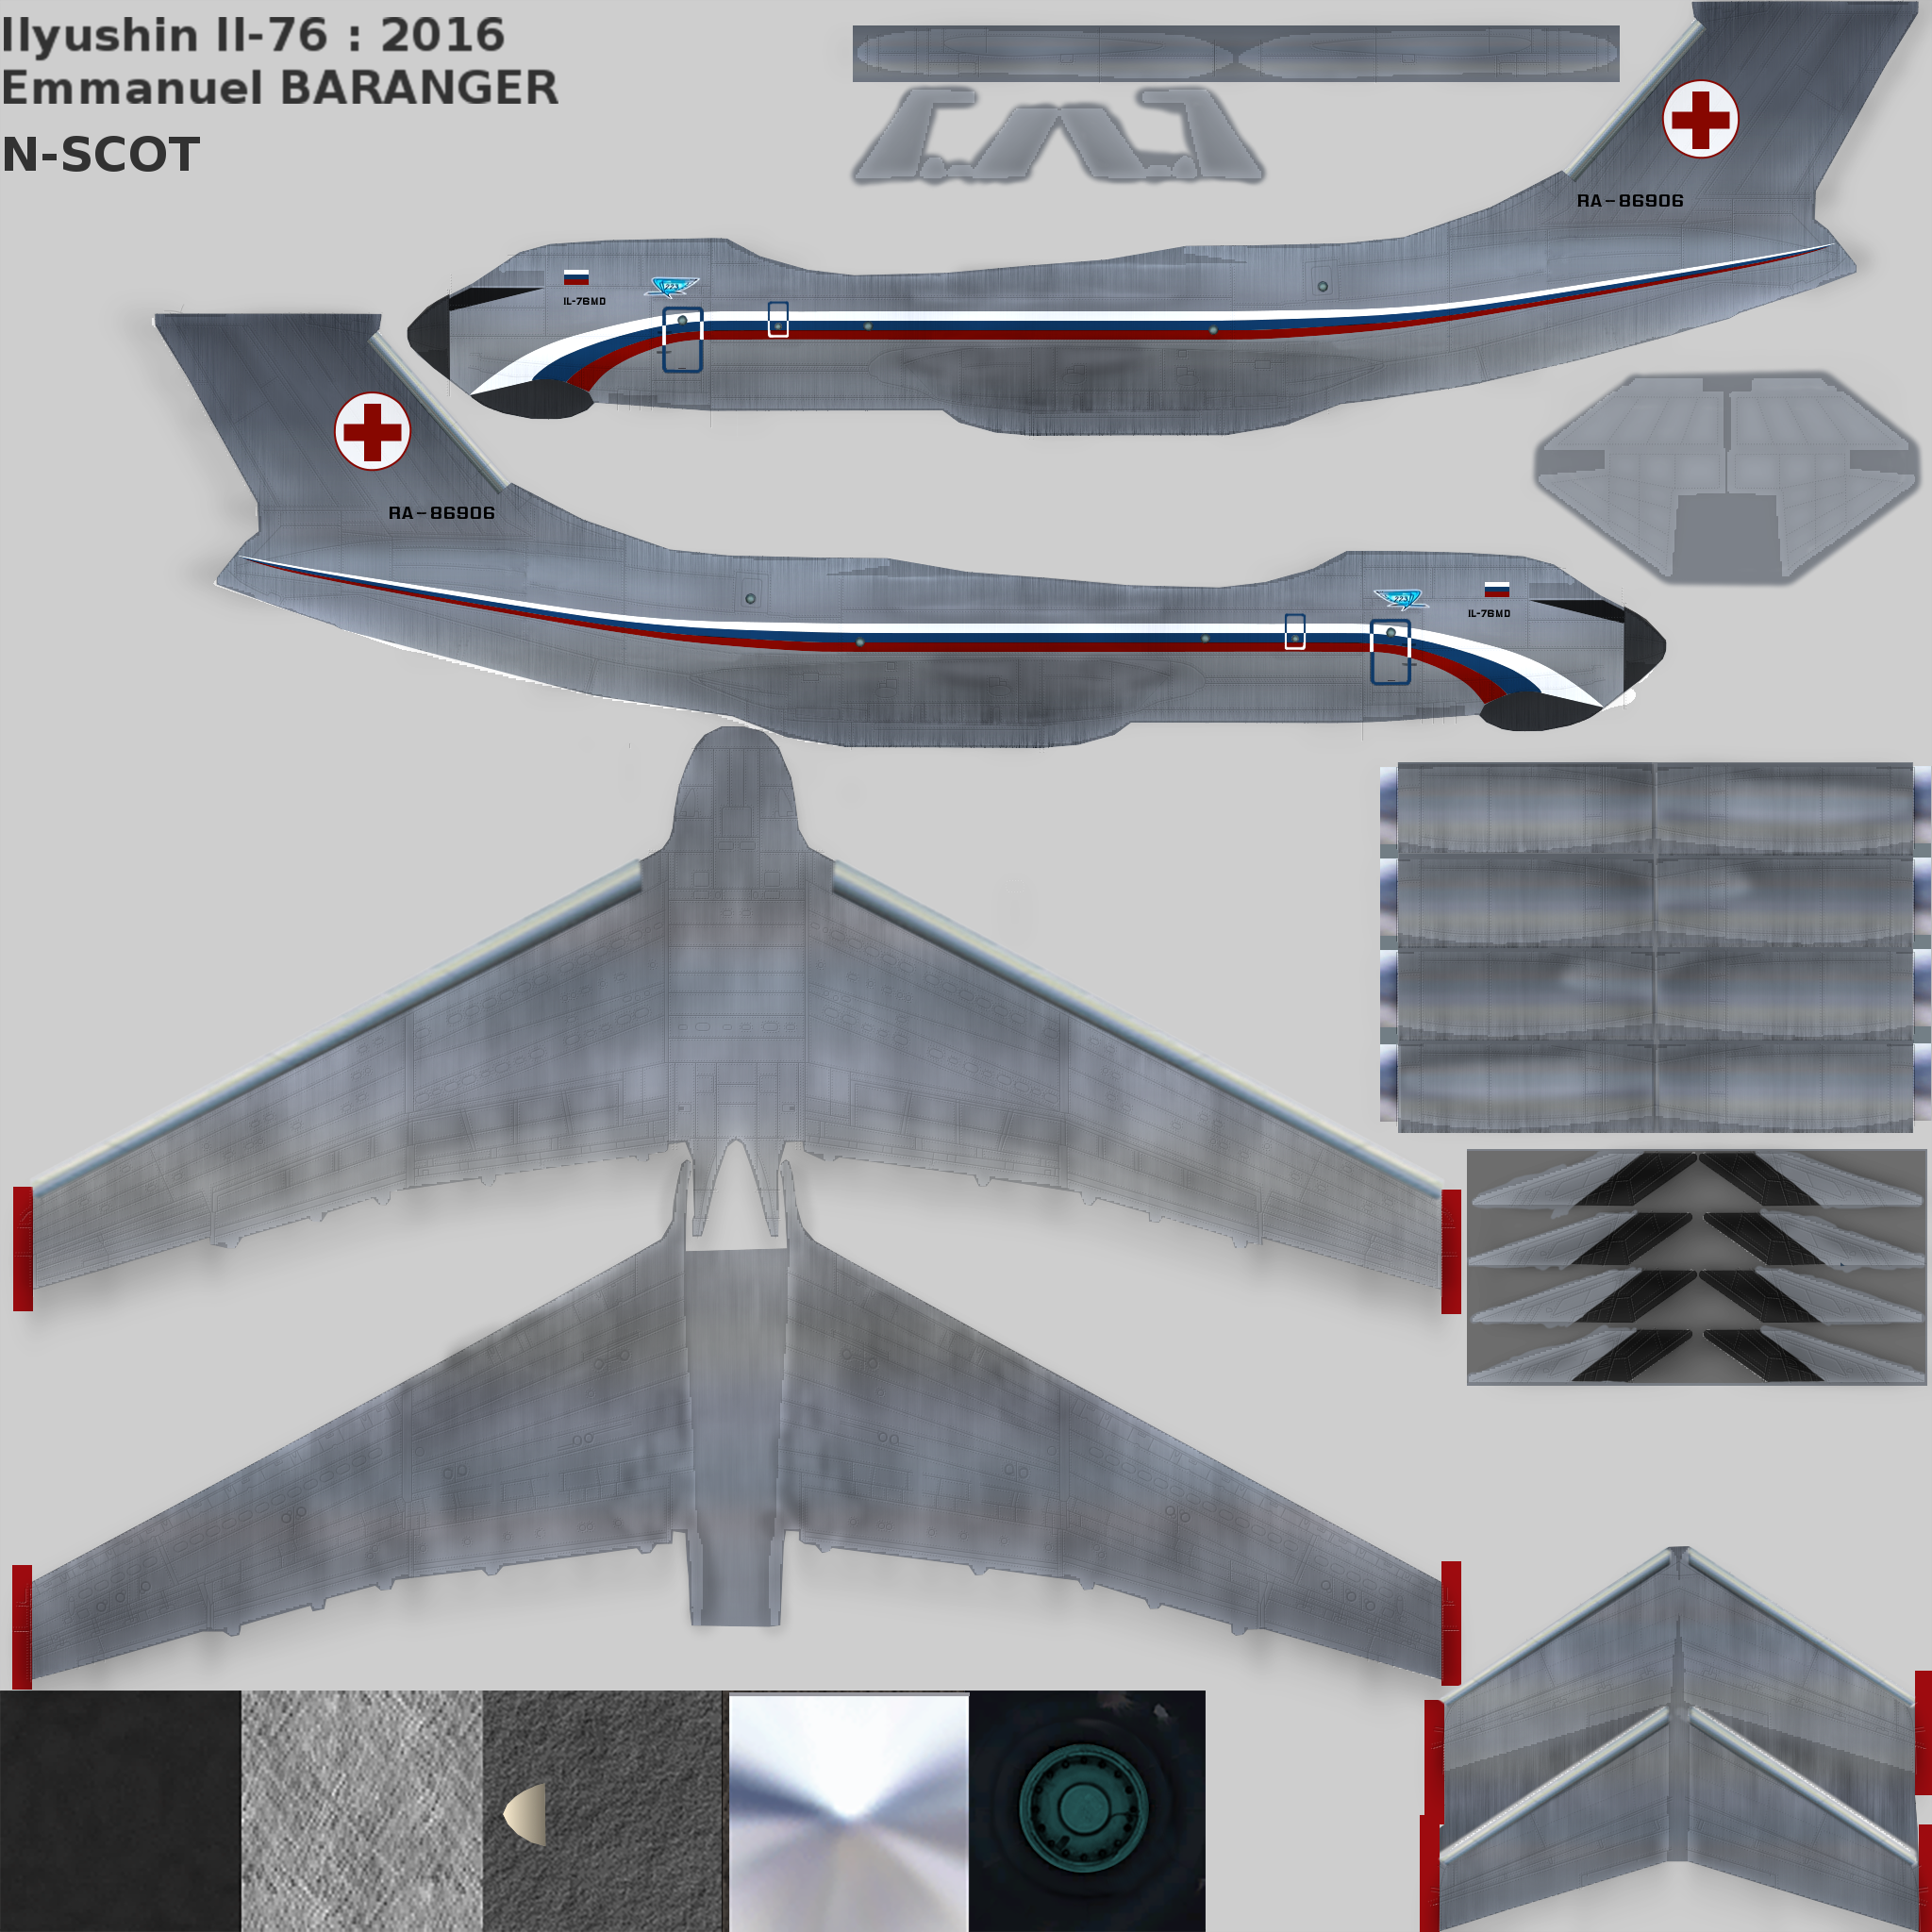 Ilyushin Il-76 : 2016
Emmanuel BARANGER
N-SCOT
RA-86906
IL-76MD
RA-86906
IL-76MD